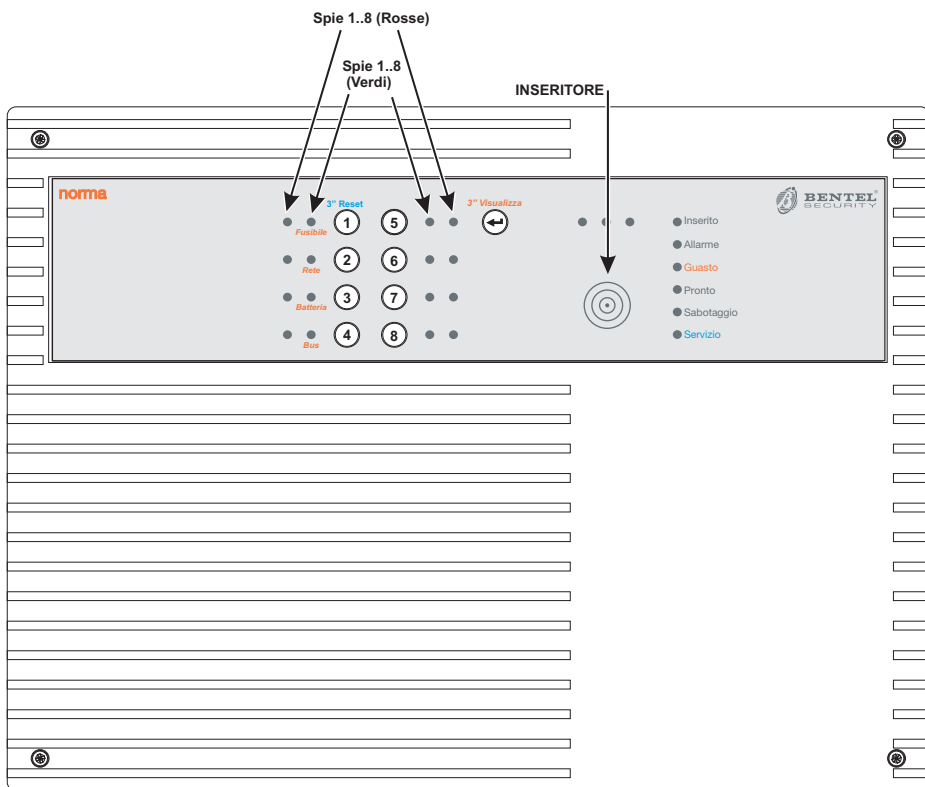 Spie 1..8 (Rosse)
Spie 1..8
(Verdi)
INSERITORE
norma
3" Reset
3" Visualizza
BENTEL
SECURITY
1
5
Inserito
Fusibile
Allarme
2
6
Rete
Guasto
Pronto
3
7
Batteria
Sabotaggio
4
8
Servizio
Bus